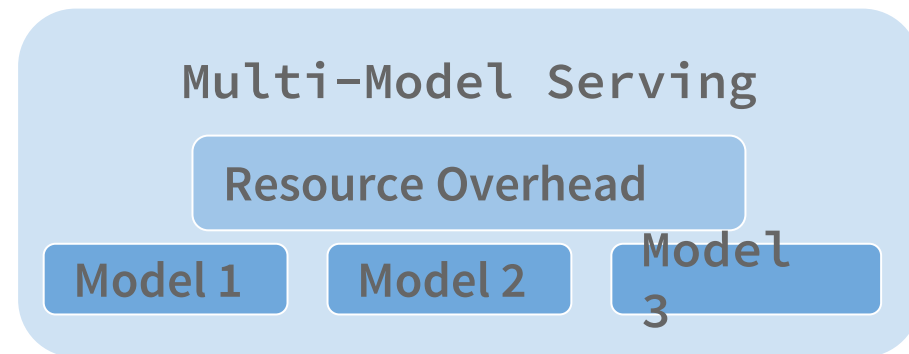 Multi-Model Serving
Resource Overhead
Model 1
Model 2
Model
3